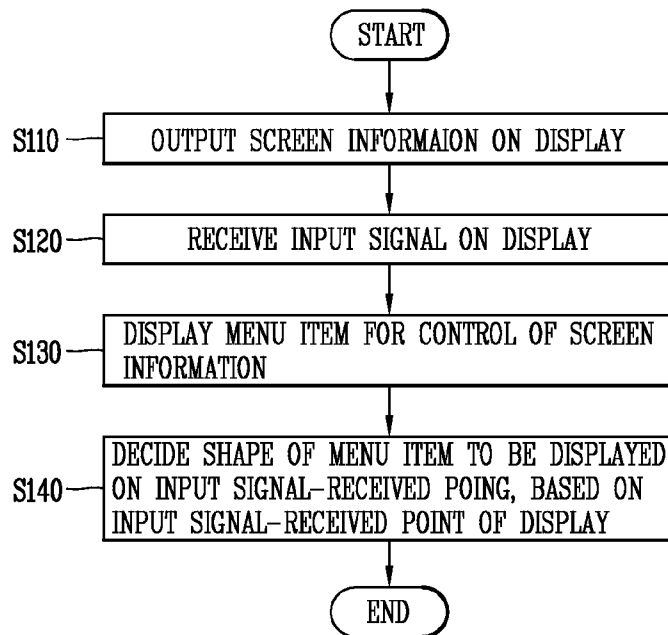 START
S110
OUTPUT SCREEN INFORMAION ON DISPLAY
S120
RECEIVE INPUT SIGNAL ON DISPLAY
S130
DISPLAY MENU ITEM FOR CONTROL OF SCREEN
INFORMATION
S140
DECIDE SHAPE OF MENU ITEM TO BE DISPLAYED
ON INPUT SIGNAL-RECEIVED POING, BASED ON
INPUT SIGNAL-RECEIVED POINT OF DISPLAY
END